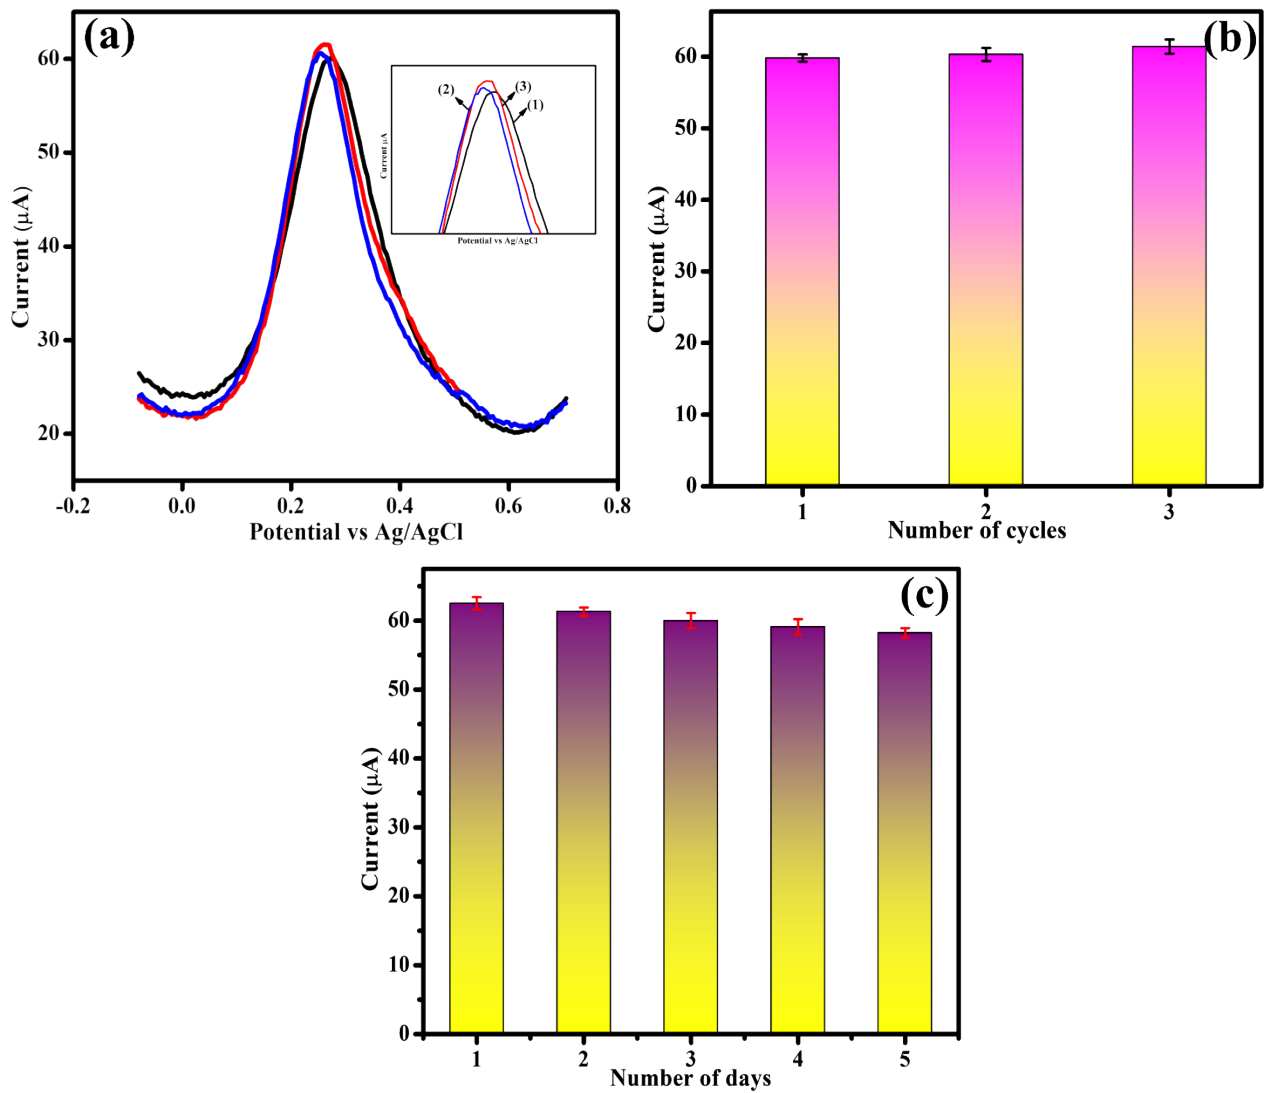 (a)
60
50
40
30
20
Current (μA)
-0.2 0.0 0.2 0.4 0.6 0.8
Potential vs Ag/AgCl
(2) (3)
(1)
Current μA
Potential vs Ag/AgCl
(b)
60
50
40
30
20
10
0
Current (μA)
1 2 3
Number of cycles
(c)
60
50
40
30
20
10
0
Current (μA)
1 2 3 4 5
Number of days